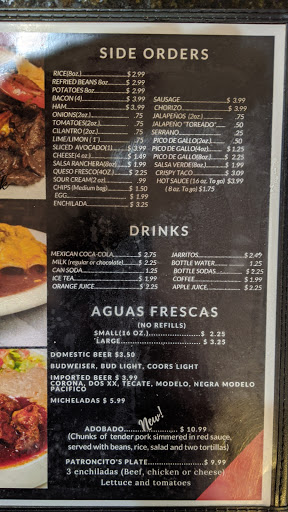 SIDE ORDERS
RICE(8oz.) $ 2.99
REFRIED BEANS 8oz $ 2.99
POTATOES 8oz $ 2.99
BACON (4) $ 3.99
HAM $ 3.99
ONIONS(2oz.) .75
TOMATOES(2oz.) .75
CILANTRO (2oz.) .75
LIME/LIMON ( 1 ) .75
SLICED AVOCADO(1) $ 3.99
CHEESE(4oz.) $ 1.49
SALSA RANCHERA(8oz) $ 1.99
QUESO FRESCO(4OZ.) $ 2.25
SOUR CREAM(2 oz) .99
CHIPS (Medium bag) $ 1.50
EGG $ 1.99
ENCHILADA $ 3.25
SAUSAGE $ 3.99
CHORIZO $ 3.99
JALAPEÑOS (2oz.) .75
JALAPEÑO "TOREADO" .50
SERRANO .25
PICO DE GALLO(2oz.) .50
PICO DE GALLO(4oz) $ 1.25
PICO DE GALLO(8oz) $ 2.25
SALSA VERDE(8oz) $ 1.99
CRISPY TACO $ 3.09
HOT SAUCE (16 oz. To go) $3.99
( 8 oz. To go) $1.75
DRINKS
MEXICAN COCA-COLA $ 2.75
MILK (regular or chocolate) $ 2.25
CAN SODA 1.25
ICE TEA $ 1.99
ORANGE JUICE $ 2.25
JARRITOS $ 2.49
BOTTLE WATER 1.25
BOTTLE SODAS $ 2.25
COFFEE $ 1.99
APPLE JUICE $ 2.25
AGUAS FRESCAS
(NO REFILLS)
SMALL(16 OZ.) $ 2.25
LARGE $ 3.25
DOMESTIC BEER $3.50
BUDWEISER, BUD LIGHT, COORS LIGHT
IMPORTED BEER $ 3.99
CORONA, DOS XX, TECATE, MODELO, NEGRA MODELO
PACIFICO
MICHELADAS $ 5.99
New!
ADOBADO $ 10.99
(Chunks of tender pork simmered in red sauce,
served with beans, rice, salad and two tortillas)
PATRONCITO'S PLATE $ 9.99
3 enchiladas (Beef, chicken or cheese)
Lettuce and tomatoes